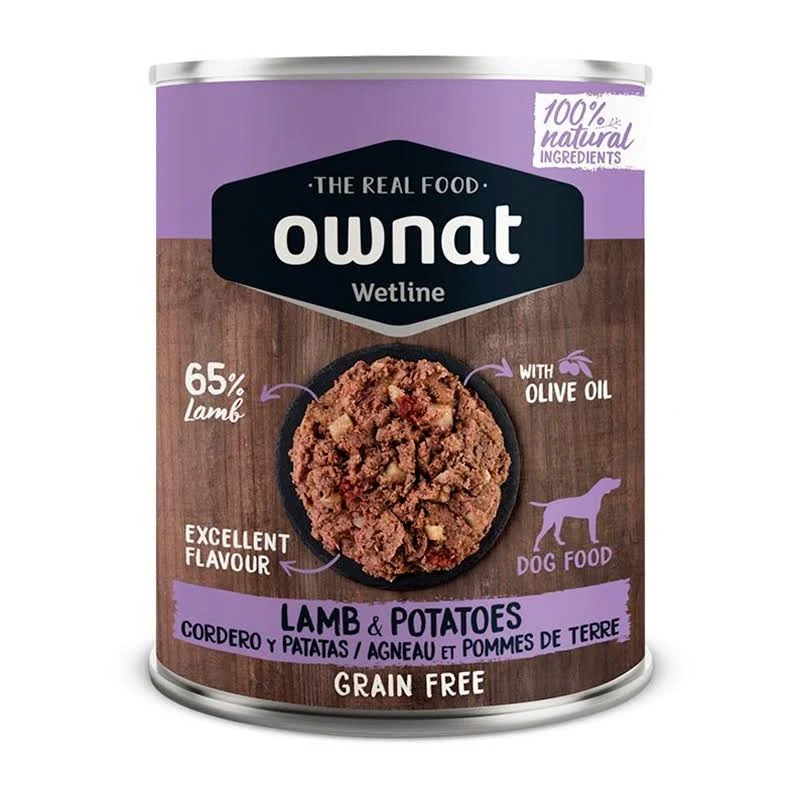 100%
natural
INGREDIENTS
·THE REAL FOOD·
ownat
Wetline
65%
Lamb
WITH
OLIVE OIL
EXCELLENT
FLAVOUR
DOG FOOD
LAMB & POTATOES
CORDERO Y PATATAS / AGNEAU ET POMMES DE TERRE
GRAIN FREE